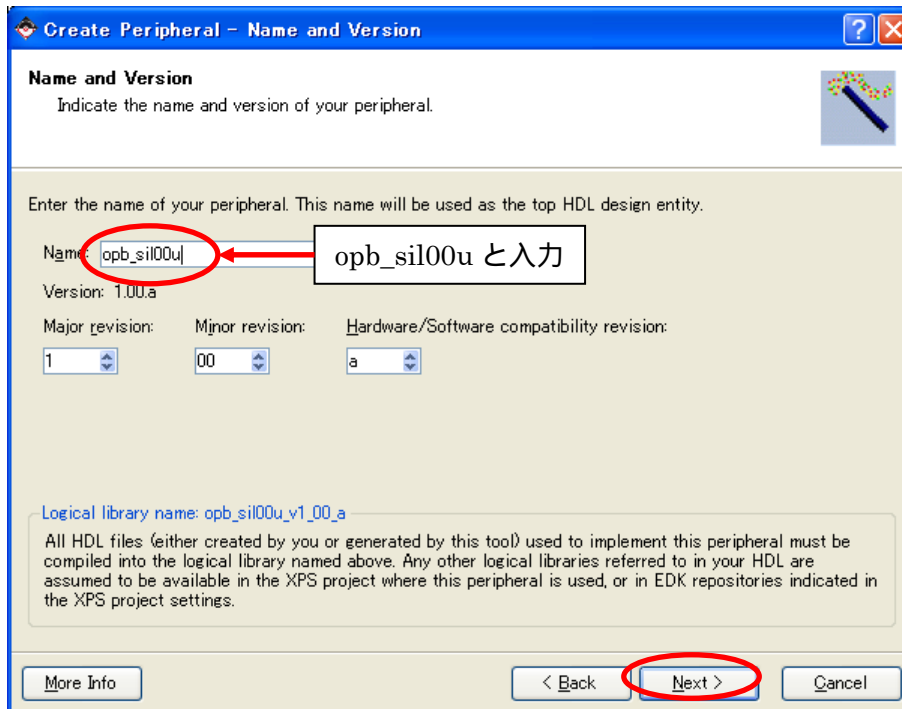 Create Peripheral - Name and Version
Name and Version
Indicate the name and version of your peripheral.
Enter the name of your peripheral. This name will be used as the top HDL design entity.
Name: opb_sil00u
opb_sil00u と入力
Version: 1.00.a
Major revision: Minor revision: Hardware/Software compatibility revision:
1 00 a
Logical library name: opb_sil00u_v1_00_a
All HDL files (either created by you or generated by this tool) used to implement this peripheral must be
compiled into the logical library named above. Any other logical libraries referred to in your HDL are
assumed to be available in the XPS project where this peripheral is used, or in EDK repositories indicated in
the XPS project settings.
More Info < Back Next > Cancel